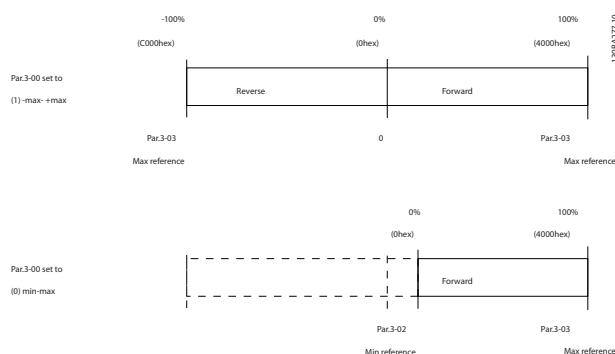 -100% 0% 100%
(C000hex) (0hex) (4000hex)
130BA277.10
Par.3-00 set to
(1) -max- +max
Reverse Forward
Par.3-03 0 Par.3-03
Max reference Max reference
0% 100%
(0hex) (4000hex)
Par.3-00 set to
(0) min-max
Forward
Par.3-02 Par.3-03
Min reference Max reference